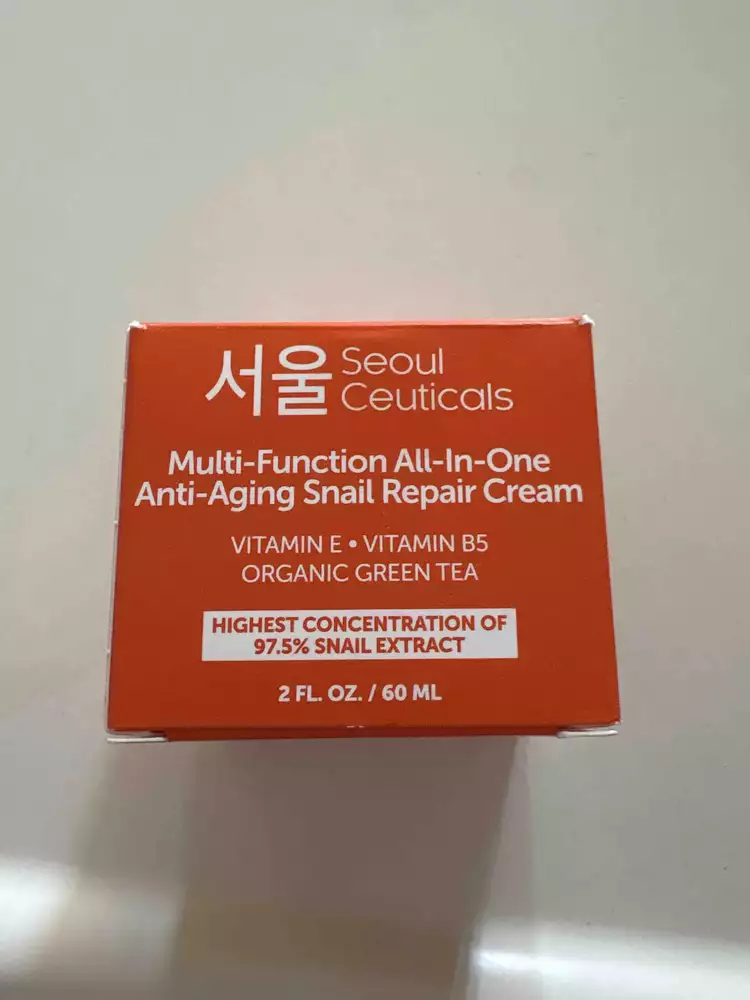 서울 Seoul
Ceuticals
Multi-Function All-In-One
Anti-Aging Snail Repair Cream
VITAMIN E • VITAMIN B5
ORGANIC GREEN TEA
HIGHEST CONCENTRATION OF
97.5% SNAIL EXTRACT
2 FL. OZ. / 60 ML